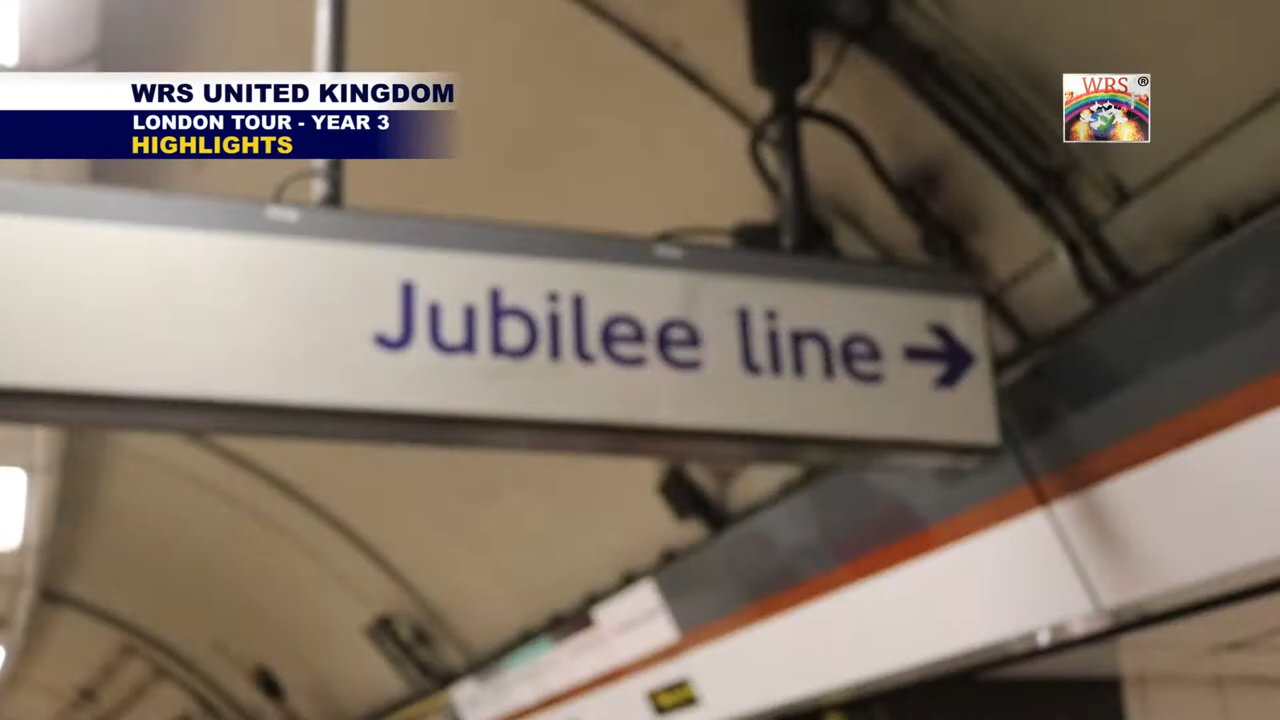 WRS UNITED KINGDOM
LONDON TOUR - YEAR 3
HIGHLIGHTS
WRS ®
Jubilee line →